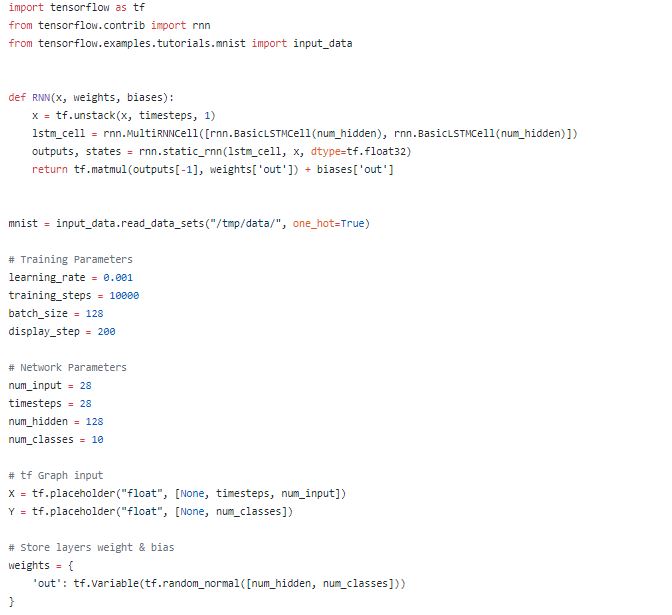 import tensorflow as tf
from tensorflow.contrib import rnn
from tensorflow.examples.tutorials.mnist import input_data


def RNN(x, weights, biases):
    x = tf.unstack(x, timesteps, 1)
    lstm_cell = rnn.MultiRNNCell([rnn.BasicLSTMCell(num_hidden), rnn.BasicLSTMCell(num_hidden)])
    outputs, states = rnn.static_rnn(lstm_cell, x, dtype=tf.float32)
    return tf.matmul(outputs[-1], weights['out']) + biases['out']


mnist = input_data.read_data_sets("/tmp/data/", one_hot=True)

# Training Parameters
learning_rate = 0.001
training_steps = 10000
batch_size = 128
display_step = 200

# Network Parameters
num_input = 28
timesteps = 28
num_hidden = 128
num_classes = 10

# tf Graph input
X = tf.placeholder("float", [None, timesteps, num_input])
Y = tf.placeholder("float", [None, num_classes])

# Store layers weight & bias
weights = {
    'out': tf.Variable(tf.random_normal([num_hidden, num_classes]))
}